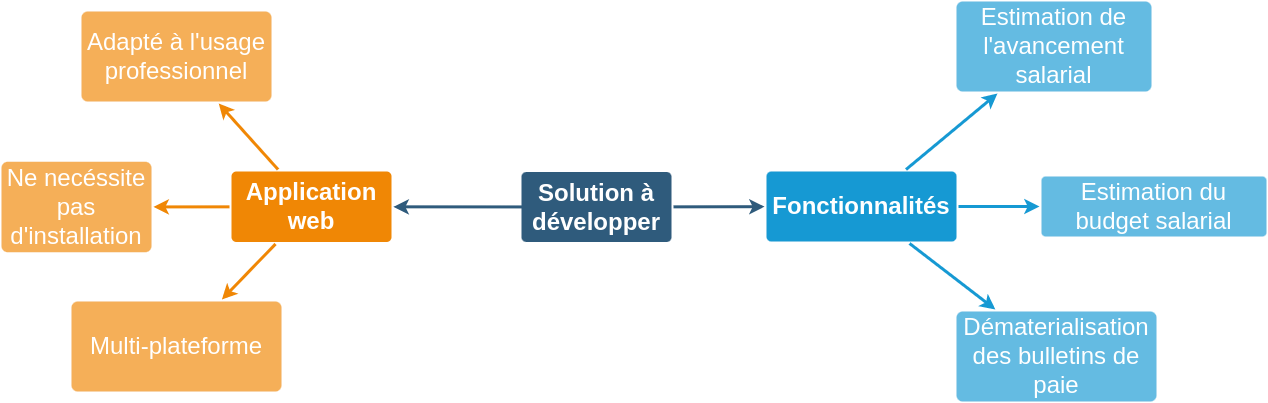 Adapté à l'usage
professionnel
Ne necéssite
pas
d'installation
Application
web
Multi-plateforme
Solution à
développer
Fonctionnalités
Estimation de
l'avancement
salarial
Estimation du
budget salarial
Dématerialisation
des bulletins de
paie